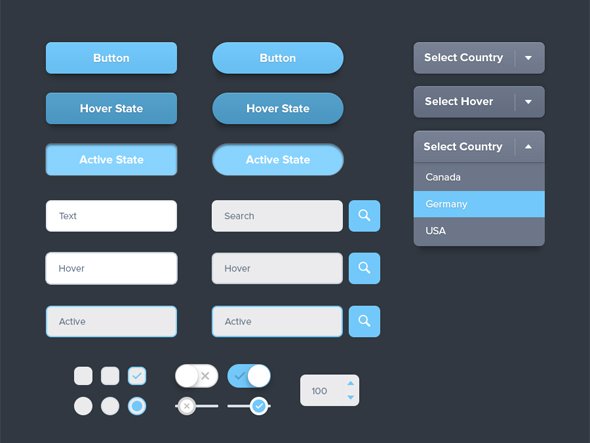 Button
Button
Select Country
Hover State
Hover State
Select Hover
Active State
Active State
Select Country
Canada
Germany
USA
Text
Search
Hover
Hover
Active
Active
100